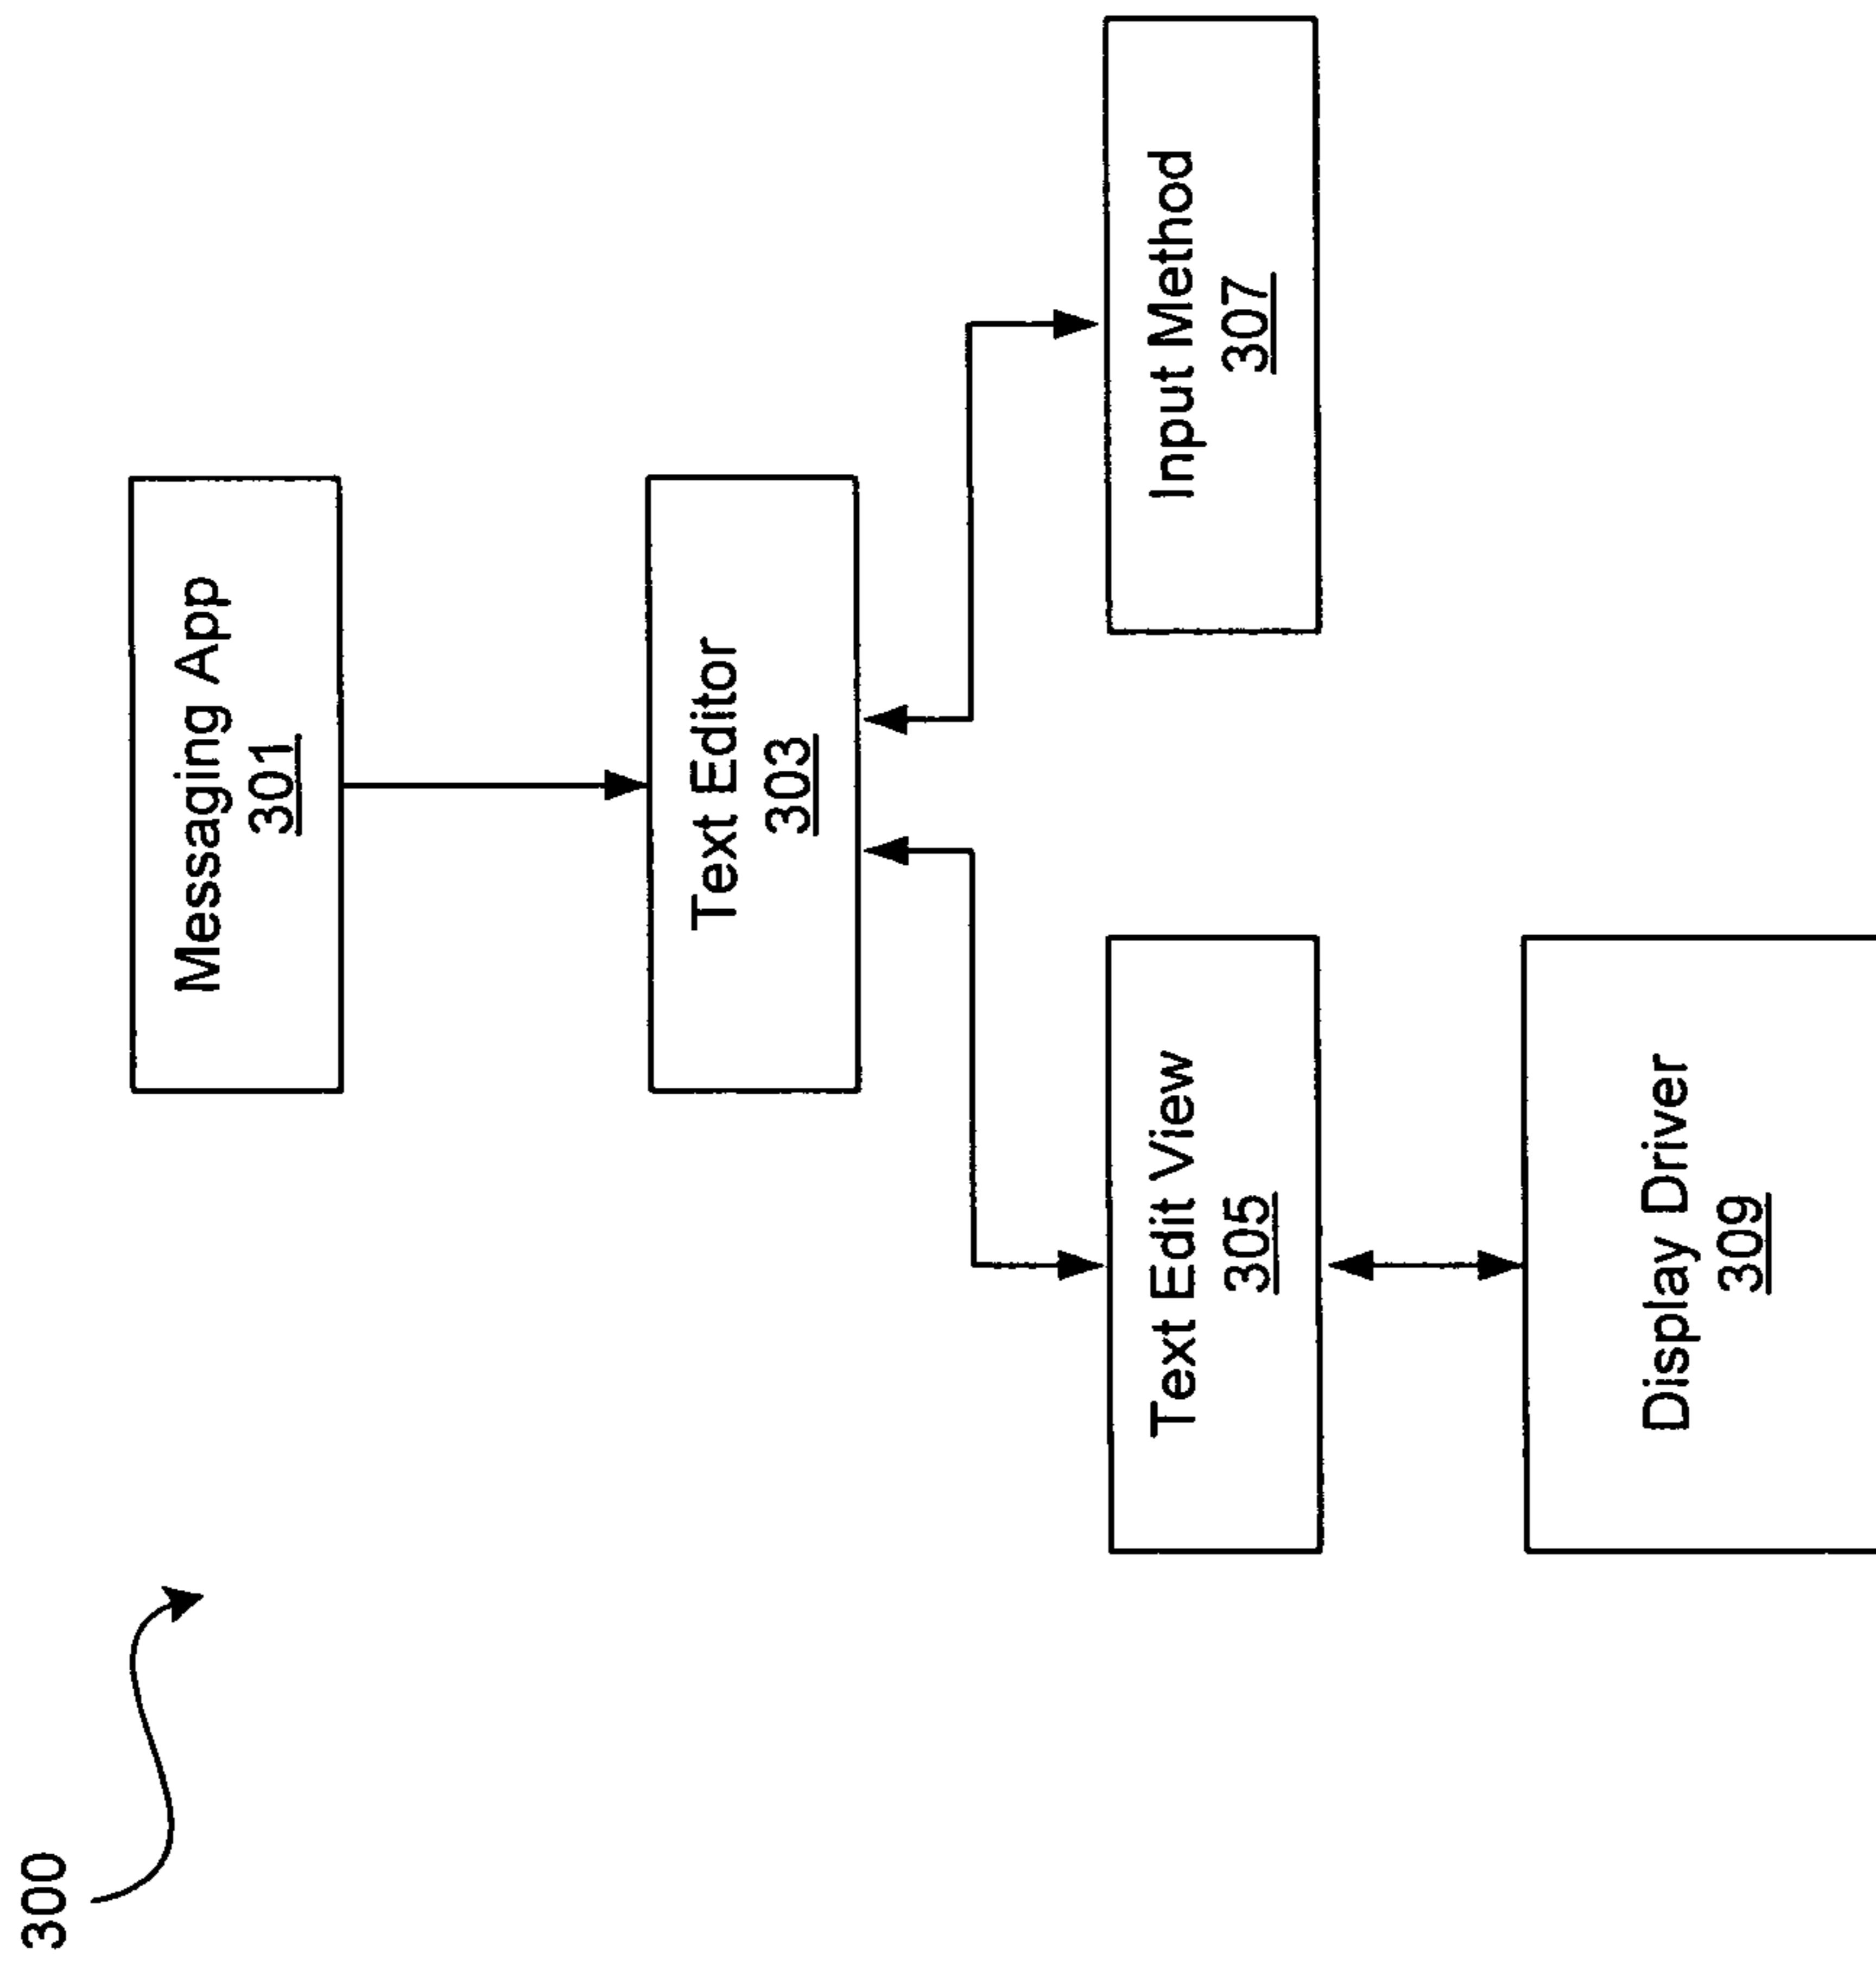 300
Messaging App
301
Text Editor
303
Text Edit View
305
Input Method
307
Display Driver
309